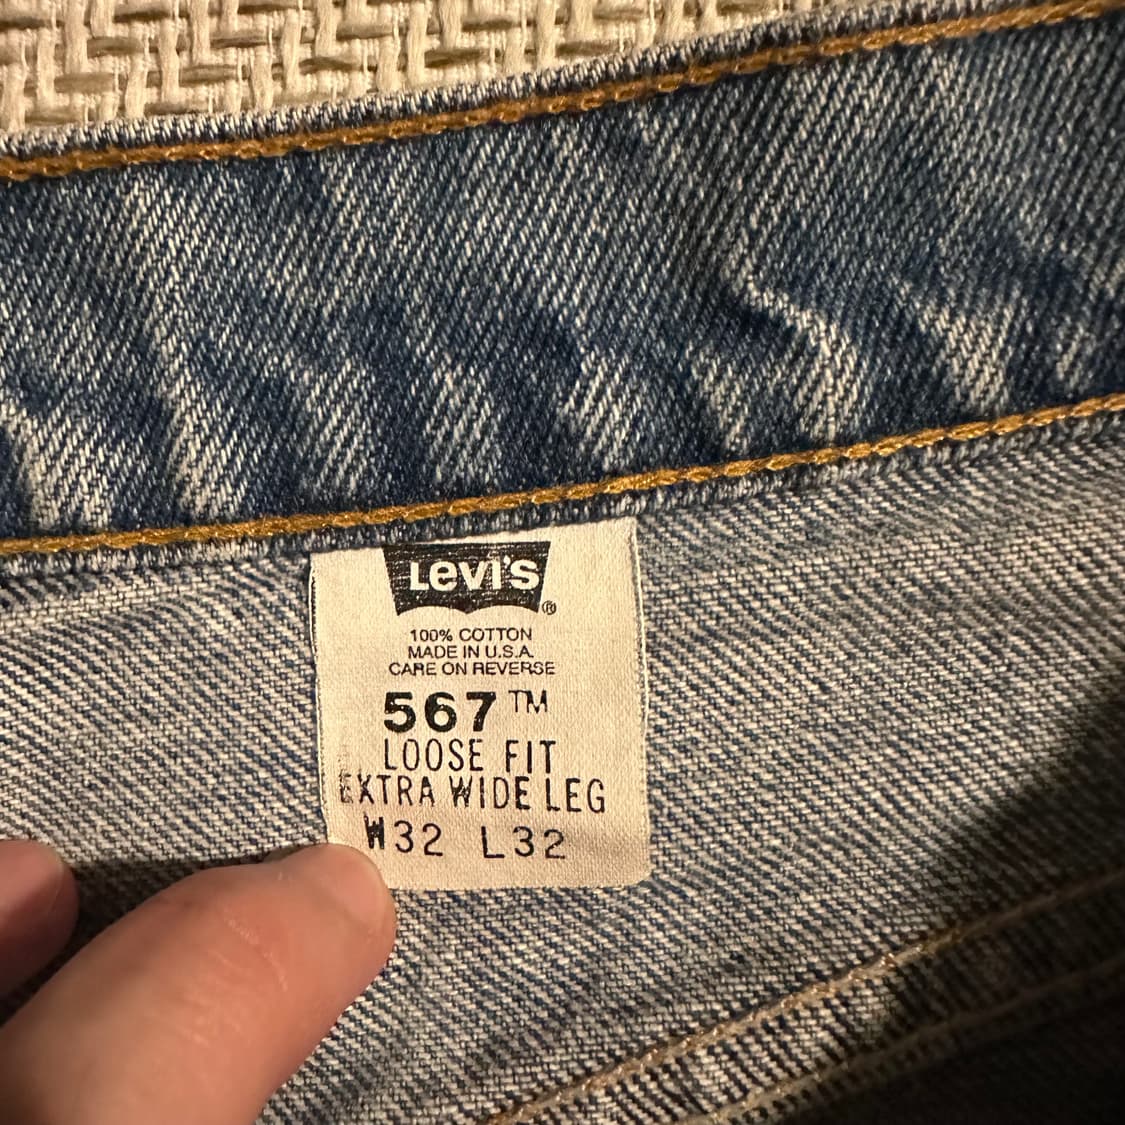 Levi's ®
100% COTTON
MADE IN U.S.A.
CARE ON REVERSE
567™
LOOSE FIT
EXTRA WIDE LEG
W32 L32